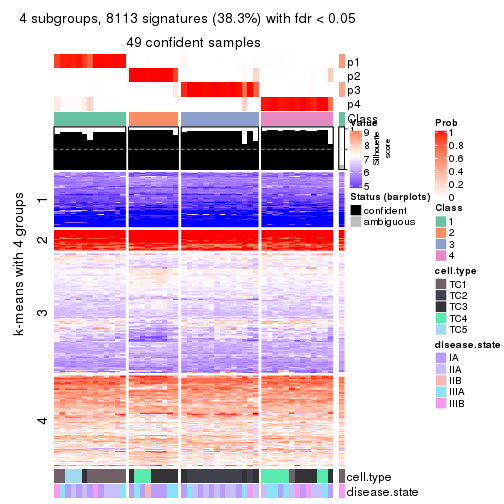 4 subgroups, 8113 signatures (38.3%) with fdr < 0.05
49 confident samples
p1
p2
p3
p4
Class
Silhouette
score
k-means with 4 groups
1
2
3
4
cell.type
disease.state
Value
9
8
7
6
5
Status (barplots)
confident
ambiguous
Prob
1
0.8
0.6
0.4
0.2
0
Class
1
2
3
4
cell.type
TC1
TC2
TC3
TC4
TC5
disease.state
IA
IIA
IIB
IIIA
IIIB